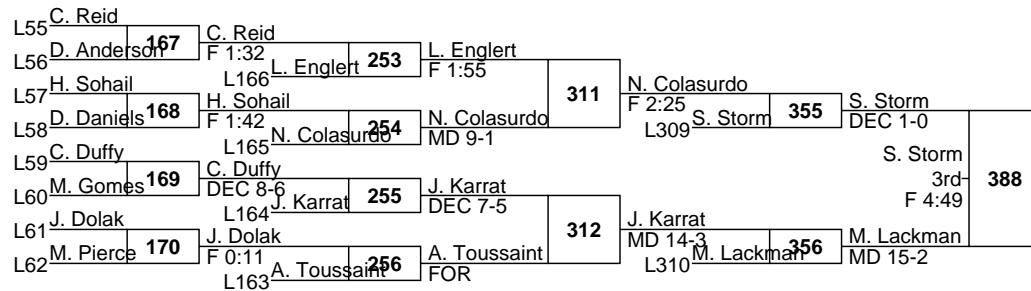 C. Reid
L55
167
C. Reid
F 1:32
D. Anderson
L56
L. Englert
L166
253
L. Englert
F 1:55
H. Sohail
L57
168
H. Sohail
F 1:42
D. Daniels
L58
N. Colasurdo
L165
254
N. Colasurdo
MD 9-1
311
N. Colasurdo
F 2:25
S. Storm
L309
355
S. Storm
DEC 1-0
C. Duffy
L59
169
C. Duffy
DEC 8-6
M. Gomes
L60
J. Karrat
L164
255
J. Karrat
DEC 7-5
J. Dolak
L61
170
J. Dolak
F 0:11
M. Pierce
L62
A. Toussaint
L163
256
A. Toussaint
FOR
312
J. Karrat
MD 14-3
M. Lackman
L310
356
M. Lackman
MD 15-2
S. Storm
3rd
F 4:49
388